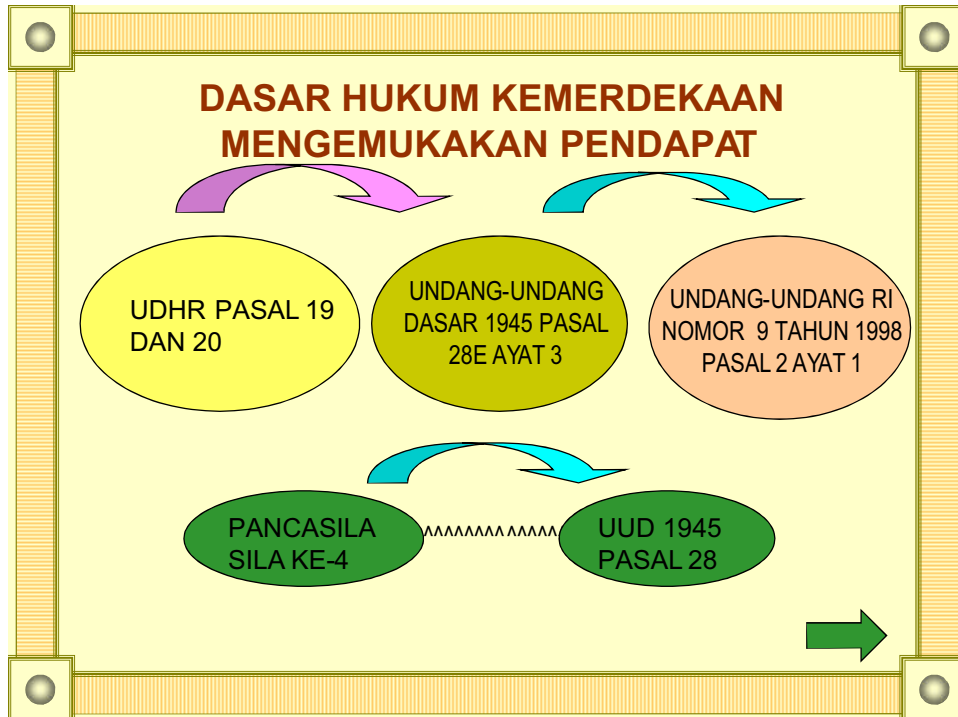 DASAR HUKUM KEMERDEKAAN
MENGEMUKAKAN PENDAPAT
UDHR PASAL 19
DAN 20
UNDANG-UNDANG
DASAR 1945 PASAL
28E AYAT 3
UNDANG-UNDANG RI
NOMOR 9 TAHUN 1998
PASAL 2 AYAT 1
PANCASILA
SILA KE-4
^^^^^^^^ ^^^^^
UUD 1945
PASAL 28